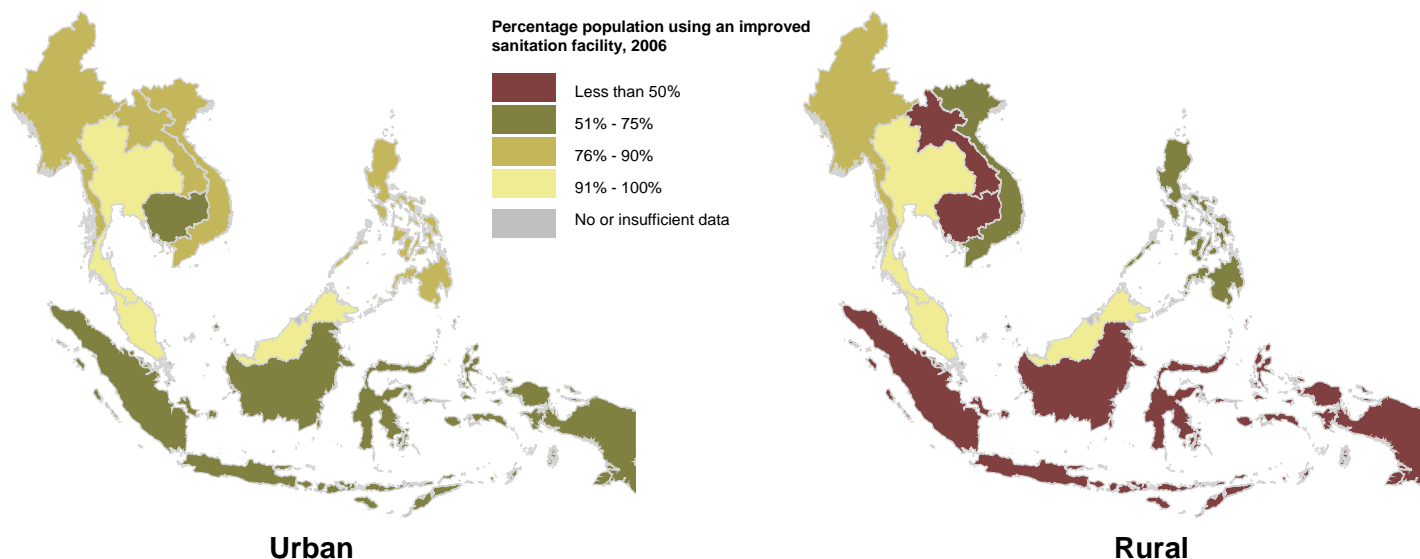 Percentage population using an improved
sanitation facility, 2006
Less than 50%
51% - 75%
76% - 90%
91% - 100%
No or insufficient data
Urban
Rural